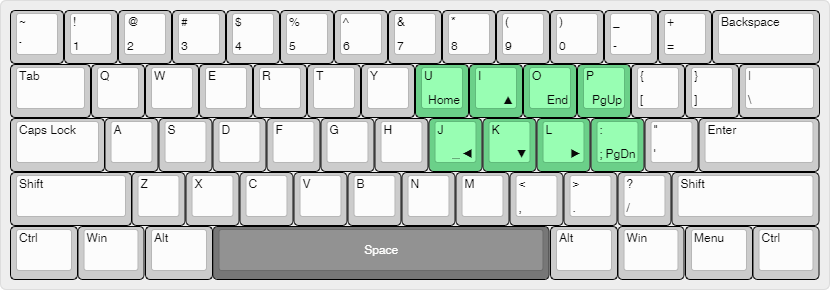 ~ ! @ # $ % ^ & * ( ) _ + Backspace
` 1 2 3 4 5 6 7 8 9 0 - =
Tab Q W E R T Y U I O P { } |
Home ▲ End PgUp [ ] \
Caps Lock A S D F G H J K L : " Enter
_ ◄ ▼ ► ; PgDn '
Shift Z X C V B N M < > ? Shift
, . /
Ctrl Win Alt Space Alt Win Menu Ctrl